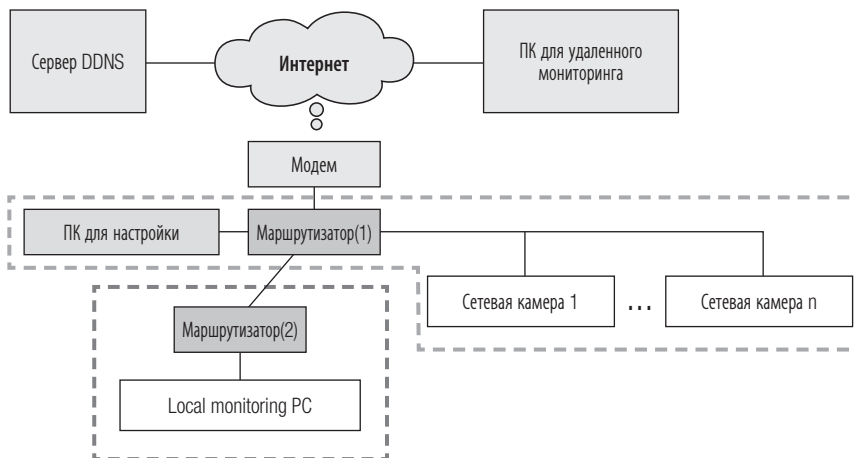 Сервер DDNS
Интернет
ПК для удаленного
мониторинга
Модем
ПК для настройки
Маршрутизатор(1)
Сетевая камера 1
...
Сетевая камера n
Маршрутизатор(2)
Local monitoring PC